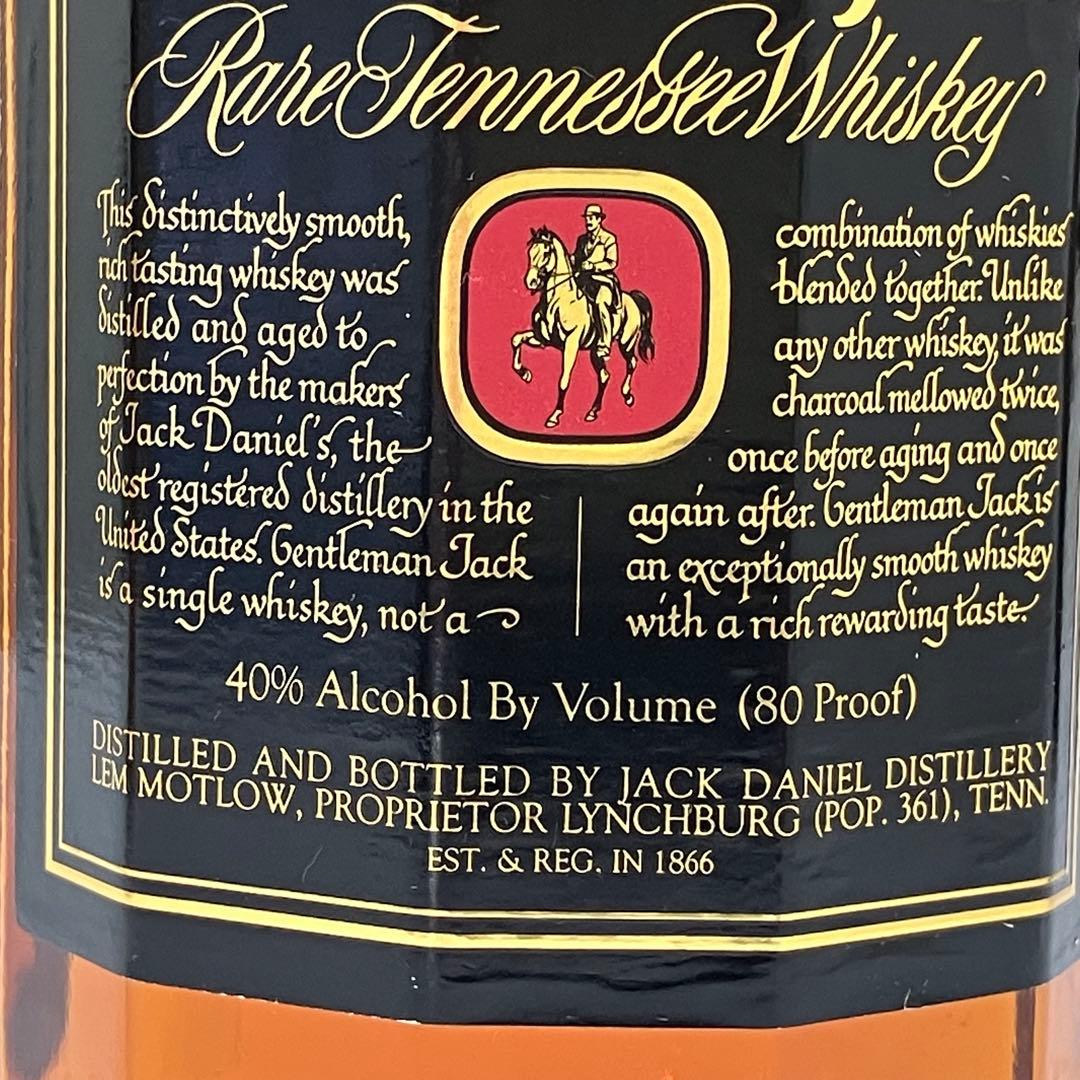 Rare Tennessee Whiskey
This distinctively smooth,
rich tasting whiskey was
distilled and aged to
perfection by the makers
of Jack Daniel's, the
oldest registered distillery in the
United States. Gentleman Jack
is a single whiskey, not a
combination of whiskies
blended together. Unlike
any other whiskey, it was
charcoal mellowed twice,
once before aging and once
again after. Gentleman Jack is
an exceptionally smooth whiskey
with a rich rewarding taste.
40% Alcohol By Volume (80 Proof)
DISTILLED AND BOTTLED BY JACK DANIEL DISTILLERY
LEM MOTLOW, PROPRIETOR LYNCHBURG (POP. 361), TENN.
EST. & REG. IN 1866